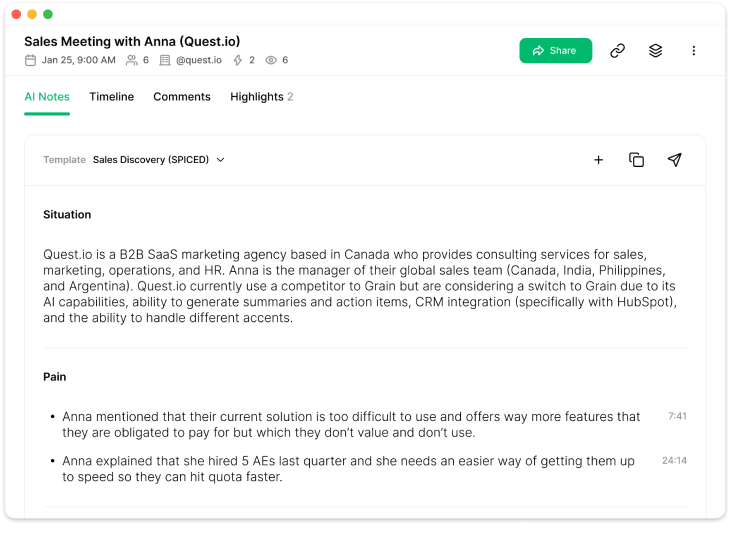 Sales Meeting with Anna (Quest.io)
Jan 25, 9:00 AM 6 @quest.io 2 6
Share
AI Notes Timeline Comments Highlights 2
Template Sales Discovery (SPICED)
Situation
Quest.io is a B2B SaaS marketing agency based in Canada who provides consulting services for sales,
marketing, operations, and HR. Anna is the manager of their global sales team (Canada, India, Philippines,
and Argentina). Quest.io currently use a competitor to Grain but are considering a switch to Grain due to its
AI capabilities, ability to generate summaries and action items, CRM integration (specifically with HubSpot),
and the ability to handle different accents.
Pain
• Anna mentioned that their current solution is too difficult to use and offers way more features that 7:41
they are obligated to pay for but which they don’t value and don’t use.
• Anna explained that she hired 5 AEs last quarter and she needs an easier way of getting them up 24:14
to speed so they can hit quota faster.